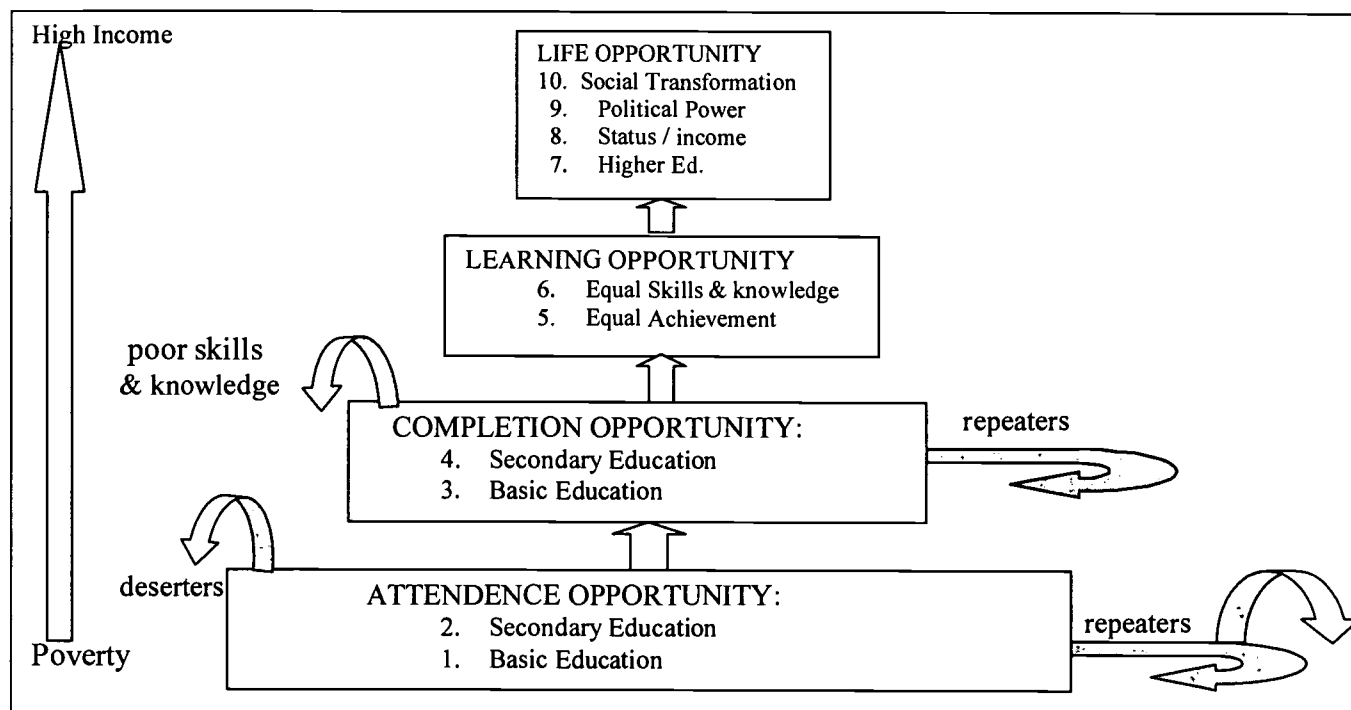 High Income
LIFE OPPORTUNITY
10. Social Transformation
9. Political Power
8. Status / income
7. Higher Ed.
LEARNING OPPORTUNITY
6. Equal Skills & knowledge
5. Equal Achievement
poor skills
& knowledge
COMPLETION OPPORTUNITY:
4. Secondary Education
3. Basic Education
repeaters
deserters
ATTENDENCE OPPORTUNITY:
2. Secondary Education
1. Basic Education
repeaters
Poverty